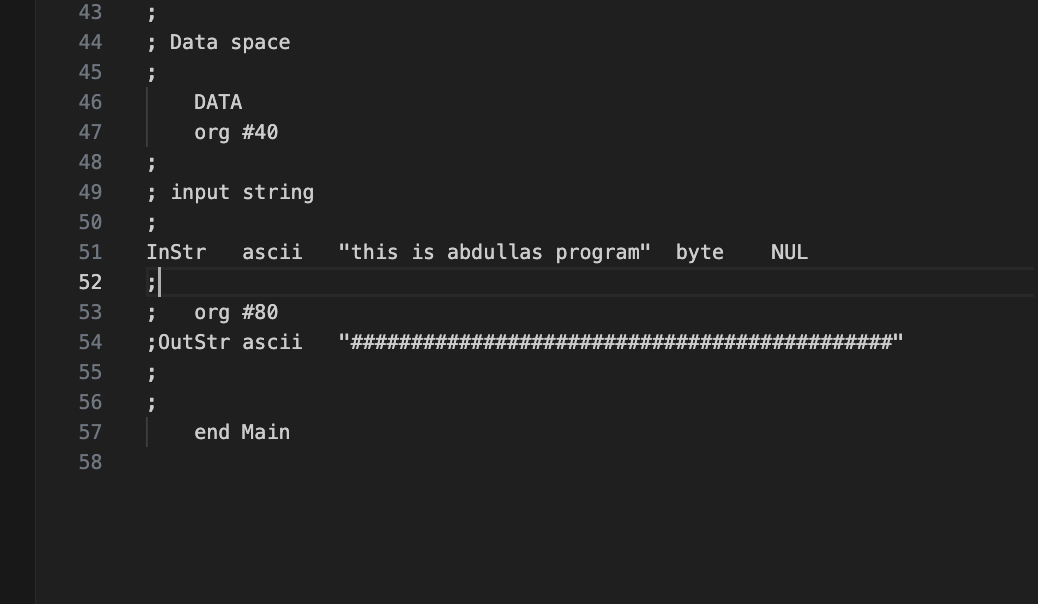 43 ;
44 ; Data space
45 ;
46 DATA
47 org #40
48 ;
49 ; input string
50 ;
51 InStr ascii "this is abdullas program" byte NUL
52 ;
53 ; org #80
54 ;OutStr ascii "#############################################"
55 ;
56 ;
57 end Main
58